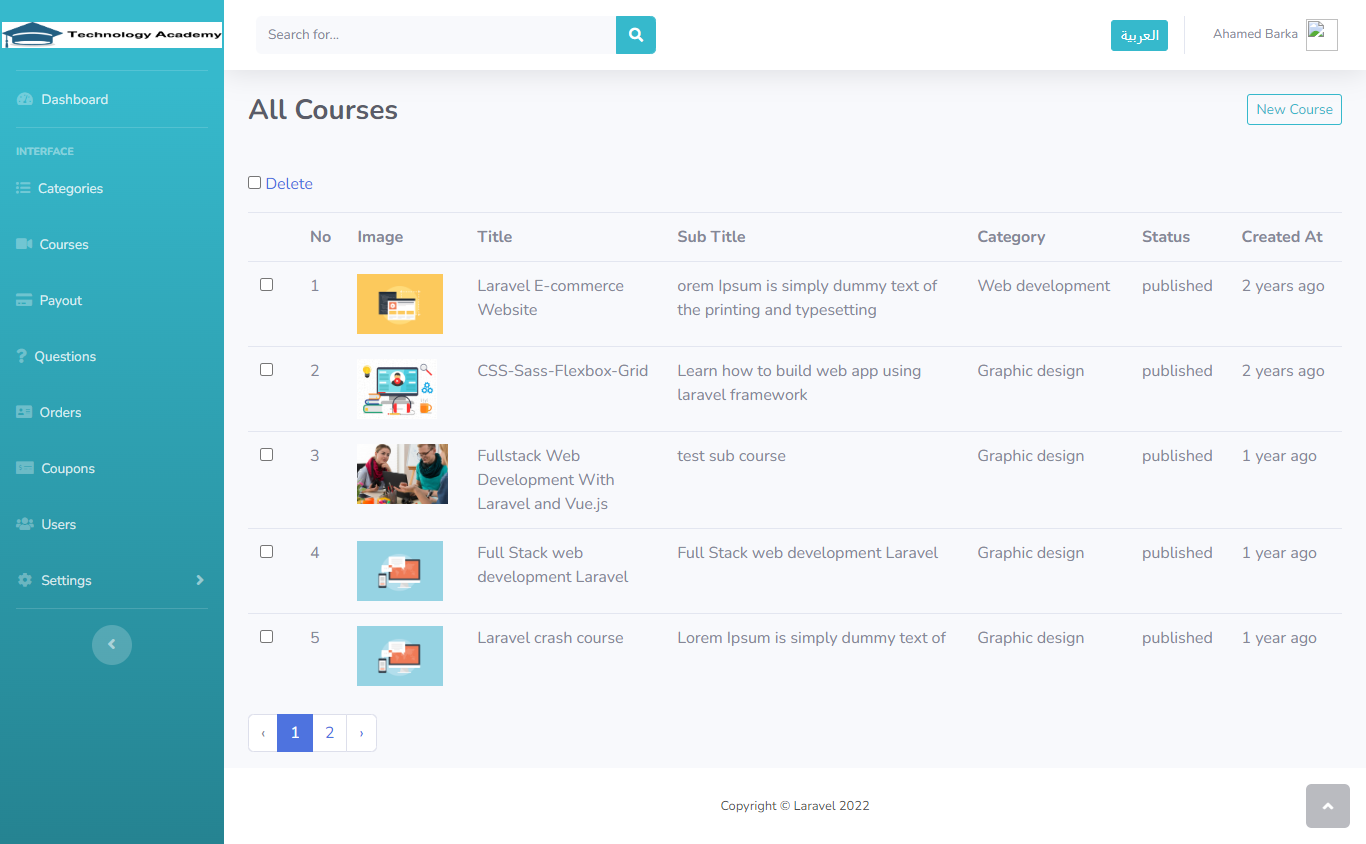 Technology Academy
Search for...
العربية
Ahamed Barka
Dashboard
INTERFACE
Categories
Courses
Payout
Questions
Orders
Coupons
Users
Settings
All Courses
New Course
Delete
No Image Title Sub Title Category Status Created At
1 Laravel E-commerce Website orem Ipsum is simply dummy text of the printing and typesetting Web development published 2 years ago
2 CSS-Sass-Flexbox-Grid Learn how to build web app using laravel framework Graphic design published 2 years ago
3 Fullstack Web Development With Laravel and Vue.js test sub course Graphic design published 1 year ago
4 Full Stack web development Laravel Full Stack web development Laravel Graphic design published 1 year ago
5 Laravel crash course Lorem Ipsum is simply dummy text of Graphic design published 1 year ago
‹ 1 2 ›
Copyright © Laravel 2022